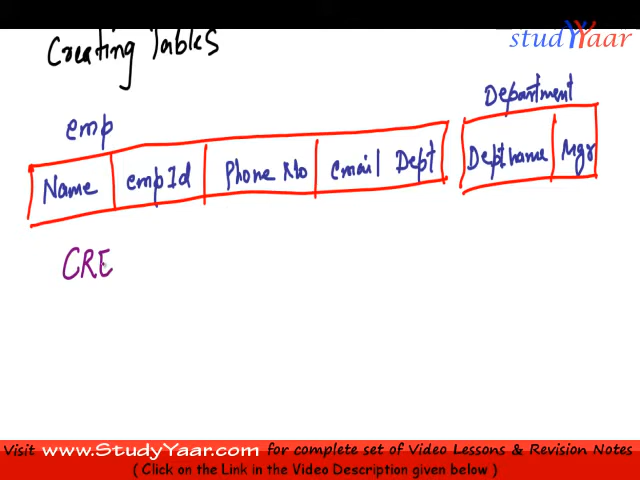 Creating Tables
studYYaar
Department
emp
Name empId Phone No email Dept
Deptname Mgr
CRE
Visit www.StudyYaar.com for complete set of Video Lessons & Revision Notes
( Click on the Link in the Video Description given below )